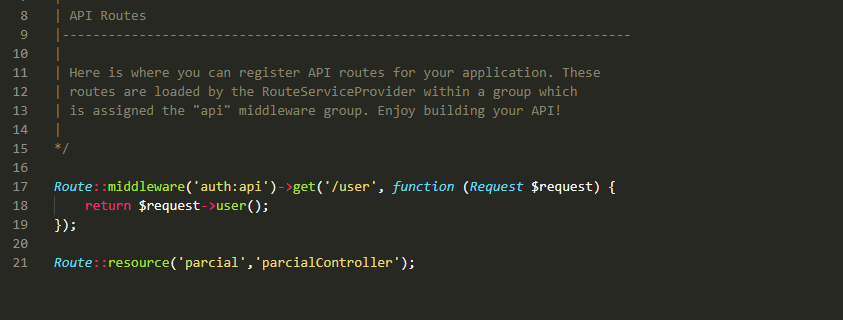 8 | API Routes
9 |--------------------------------------------------------------------------
10 |
11 | Here is where you can register API routes for your application. These
12 | routes are loaded by the RouteServiceProvider within a group which
13 | is assigned the "api" middleware group. Enjoy building your API!
14 |
15 */
16
17 Route::middleware('auth:api')->get('/user', function (Request $request) {
18     return $request->user();
19 });
20
21 Route::resource('parcial','parcialController');